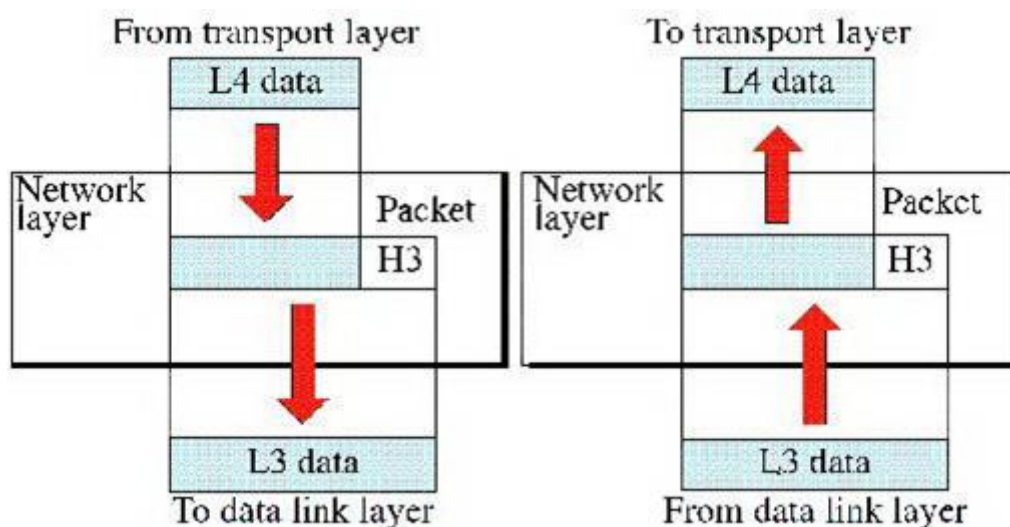 From transport layer
L4 data
Network
layer
Packet
H3
L3 data
To data link layer
To transport layer
L4 data
Network
layer
Packet
H3
L3 data
From data link layer